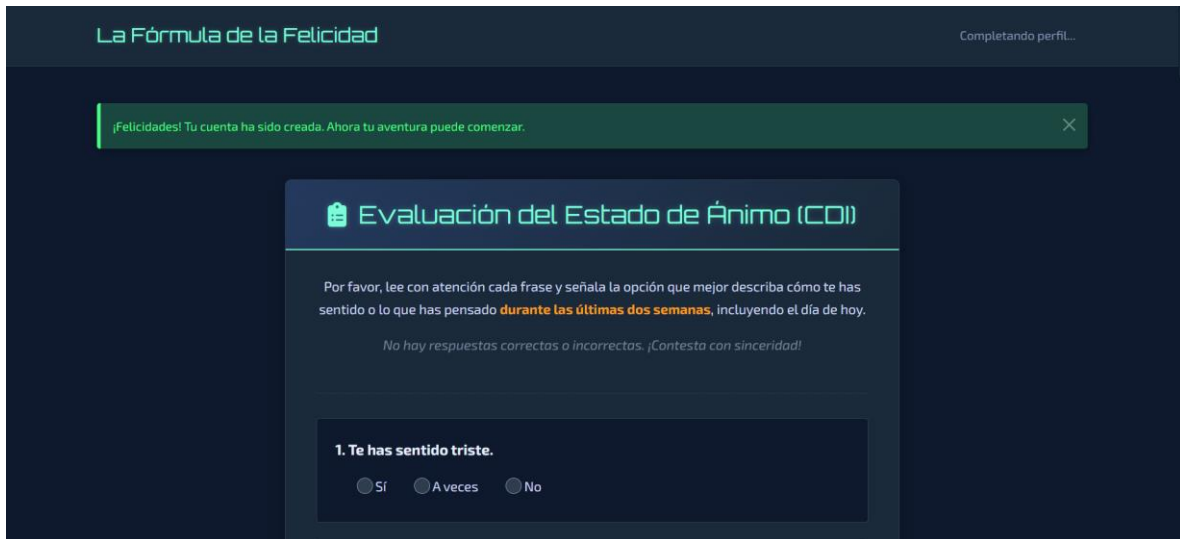 La Fórmula de la Felicidad
Completando perfil...
¡Felicidades! Tu cuenta ha sido creada. Ahora tu aventura puede comenzar.
Evaluación del Estado de Ánimo (CDI)
Por favor, lee con atención cada frase y señala la opción que mejor describa cómo te has
sentido o lo que has pensado durante las últimas dos semanas, incluyendo el día de hoy.
No hay respuestas correctas o incorrectas. ¡Contesta con sinceridad!
1. Te has sentido triste.
Sí A veces No